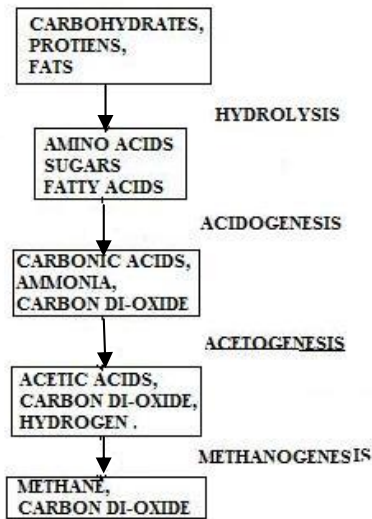 CARBOHYDRATES,
PROTIENS,
FATS
HYDROLYSIS
AMINO ACIDS
SUGARS
FATTY ACIDS
ACIDOGENESIS
CARBONIC ACIDS,
AMMONIA,
CARBON DI-OXIDE
ACETOGENESIS
ACETIC ACIDS,
CARBON DI-OXIDE,
HYDROGEN .
METHANOGENESIS
METHANE,
CARBON DI-OXIDE